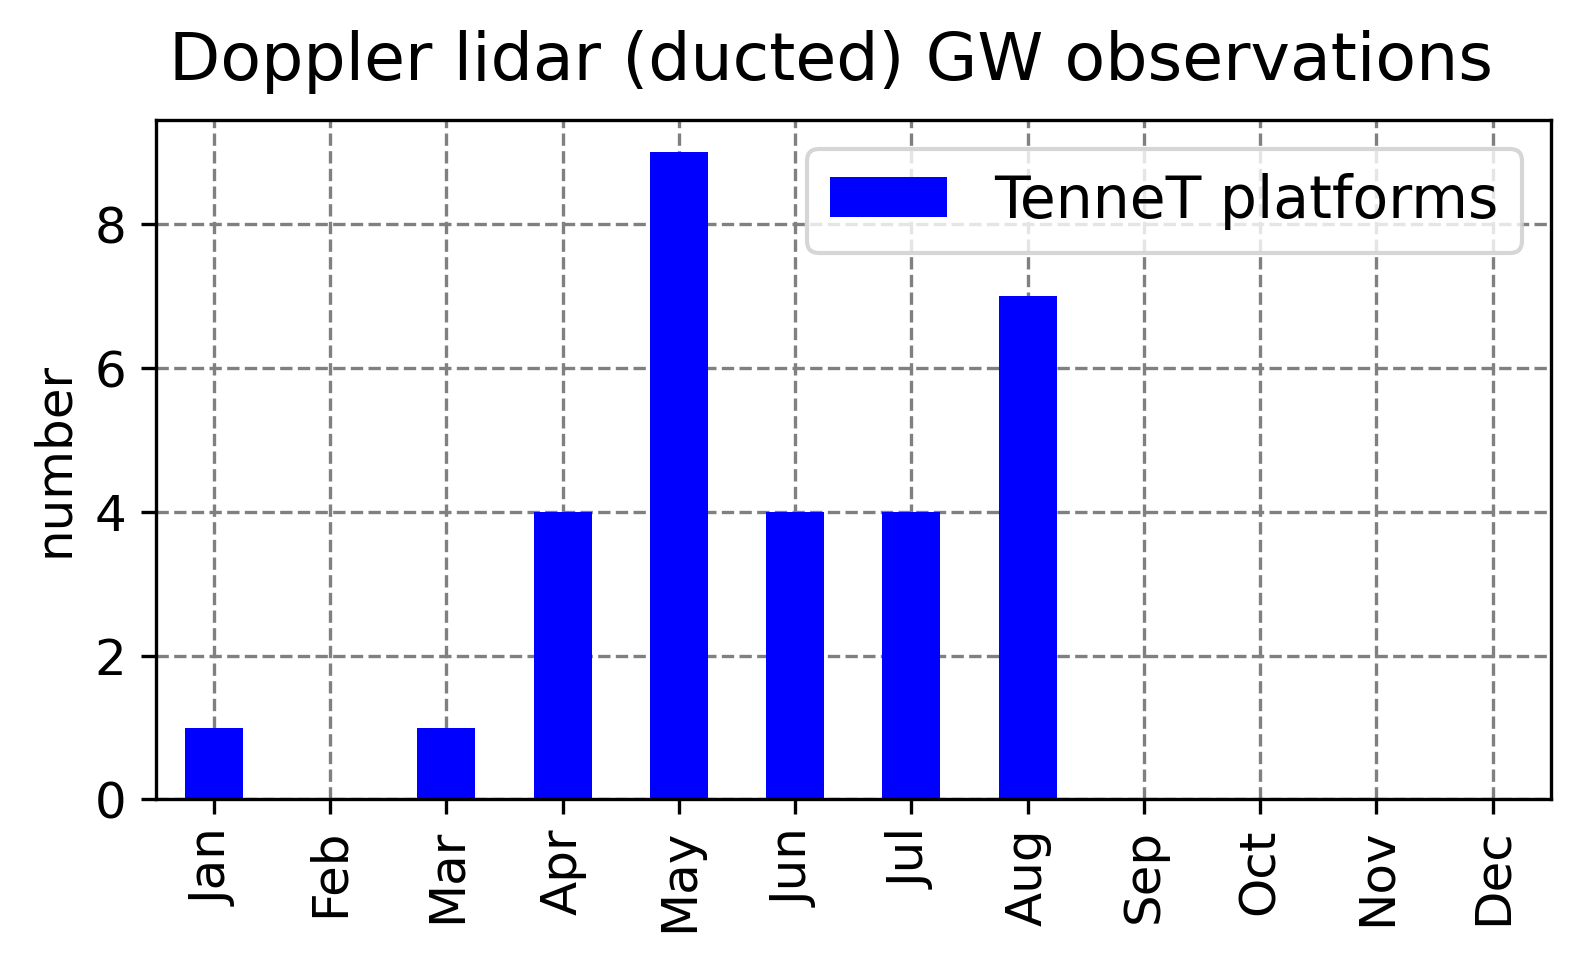 Doppler lidar (ducted) GW observations
TenneT platforms
number
8
6
4
2
0
Jan Feb Mar Apr May Jun Jul Aug Sep Oct Nov Dec